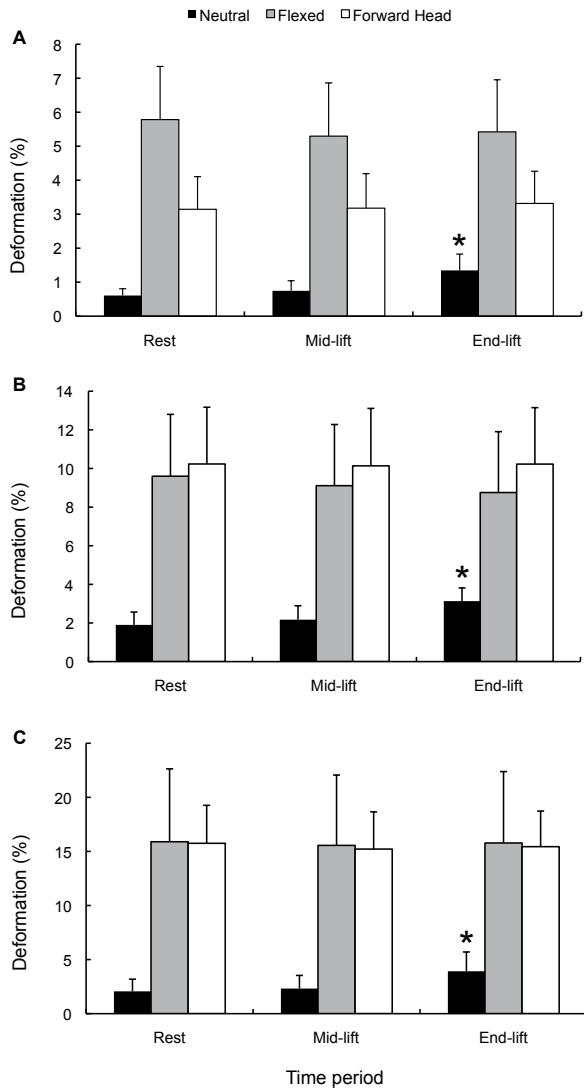 Neutral Flexed Forward Head
A
8
7
6
5
4
3
2
1
0
Deformation (%)
*
Rest Mid-lift End-lift
B
14
12
10
8
6
4
2
0
Deformation (%)
*
Rest Mid-lift End-lift
C
25
20
15
10
5
0
Deformation (%)
*
Rest Mid-lift End-lift
Time period